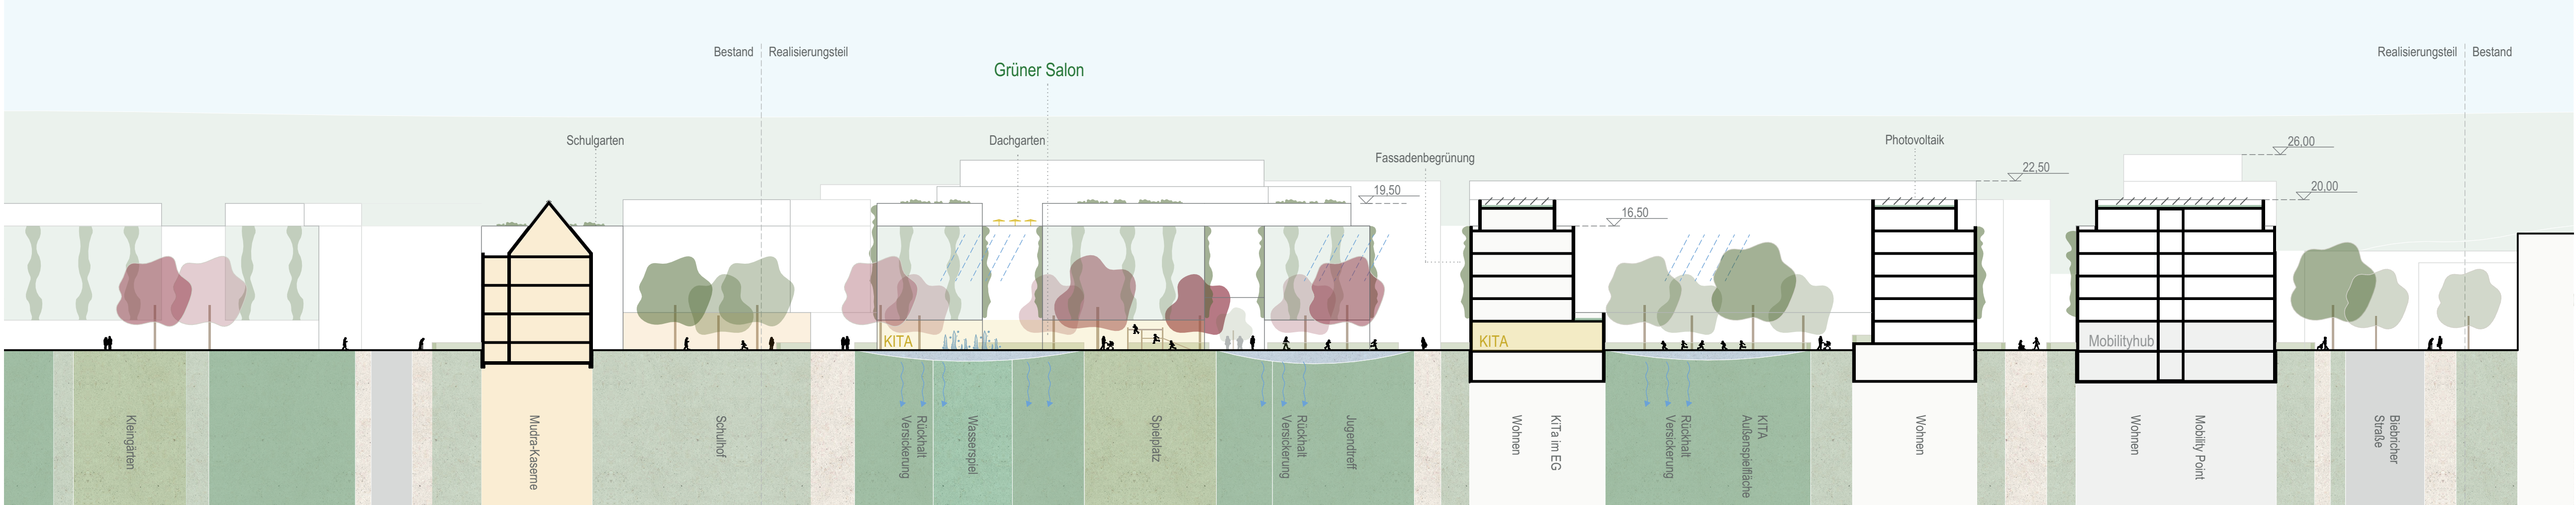 Bestand
Realisierungsteil
Realisierungsteil
Bestand
Grüner Salon
Schulgarten
Dachgarten
Fassadenbegrünung
Photovoltaik
26,00
22,50
20,00
19,50
16,50
KITA
KITA
Mobilityhub
Kleingärten
Mudra-Kaserne
Schulhof
Rückhalt
Versickerung
Wasserspiel
Spielplatz
Rückhalt
Versickerung
Jugendtreff
Wohnen
KiTa im EG
Rückhalt
Versickerung
KITA
Außenspielfläche
Wohnen
Wohnen
Mobility Point
Biebricher
Straße